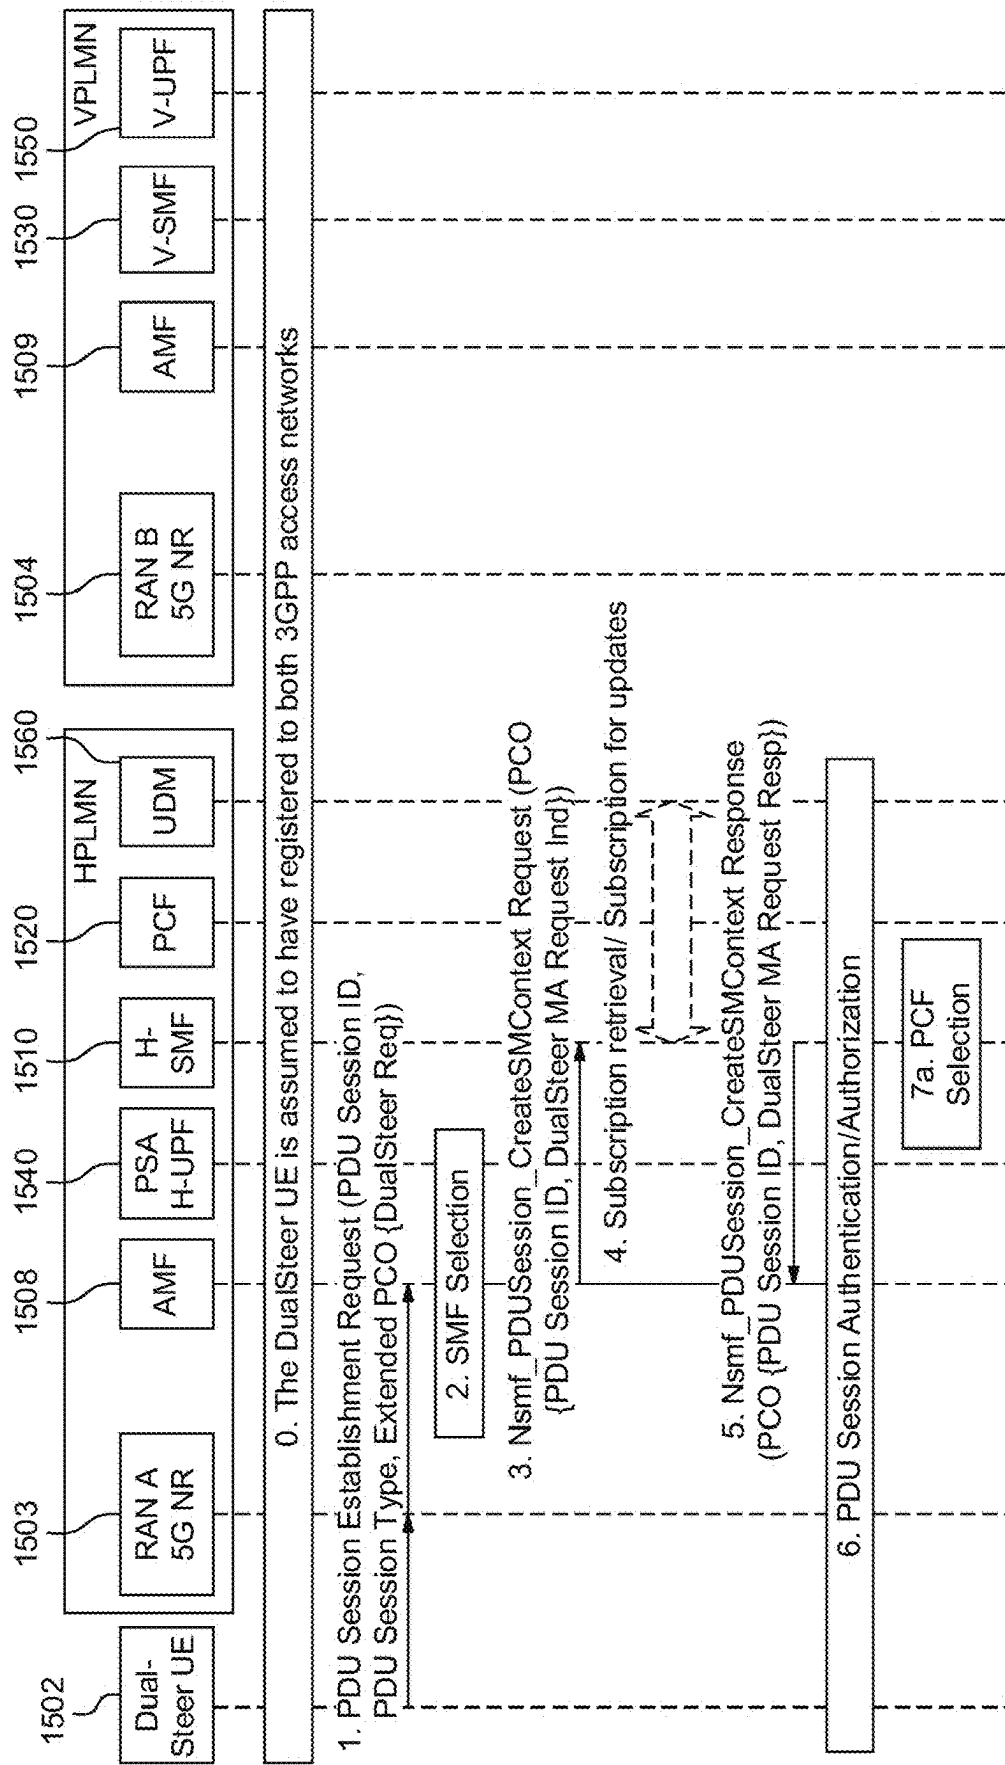 1502
1503
1508
1540
1510
1520
1560
1504
1509
1530
1550
HPLMN
VPLMN
Dual-
Steer UE
RAN A
5G NR
AMF
PSA
H-UPF
H-
SMF
PCF
UDM
RAN B
5G NR
AMF
V-SMF
V-UPF
0. The DualSteer UE is assumed to have registered to both 3GPP access networks
1. PDU Session Establishment Request (PDU Session ID,
PDU Session Type, Extended PCO {DualSteer Req})
2. SMF Selection
3. Nsmf_PDUSession_CreateSMContext Request (PCO
{PDU Session ID, DualSteer MA Request Ind})
4. Subscription retrieval/ Subscription for updates
5. Nsmf_PDUSession_CreateSMContext Response
(PCO {PDU Session ID, DualSteer MA Request Resp})
6. PDU Session Authentication/Authorization
7a. PCF
Selection